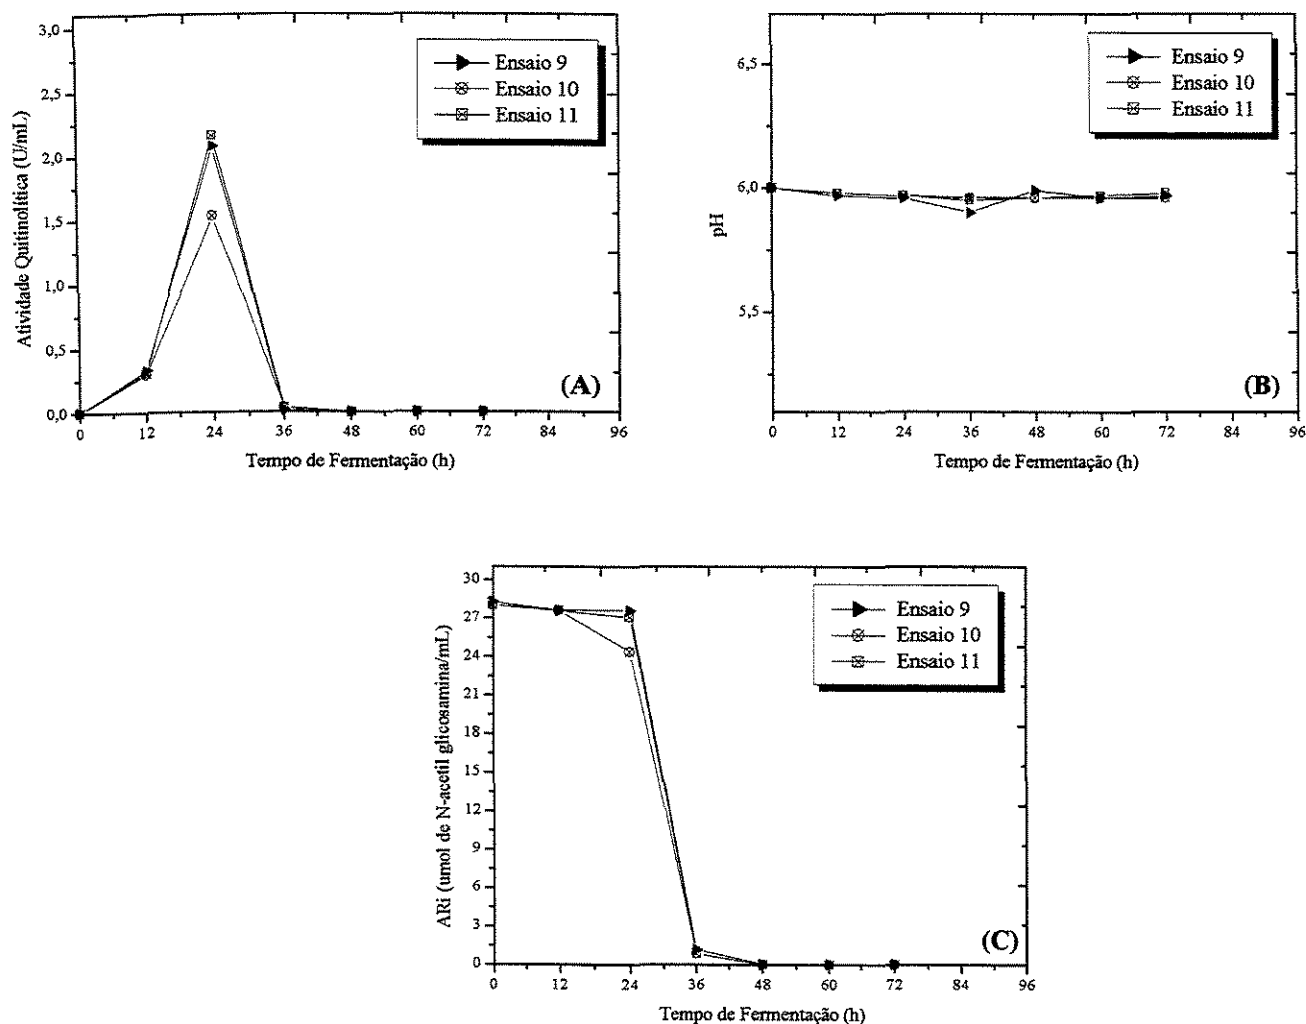 3,0
2,5
2,0
1,5
1,0
0,5
0,0
Atividade Quitinolítica (U/mL)
Ensaio 9
Ensaio 10
Ensaio 11
(A)
0 12 24 36 48 60 72 84 96
Tempo de Fermentação (h)
6,5
6,0
5,5
pH
Ensaio 9
Ensaio 10
Ensaio 11
(B)
0 12 24 36 48 60 72 84 96
Tempo de Fermentação (h)
30
27
24
21
18
15
12
9
6
3
0
ARi (umol de N-acetil glicosamina/mL)
Ensaio 9
Ensaio 10
Ensaio 11
(C)
0 12 24 36 48 60 72 84 96
Tempo de Fermentação (h)